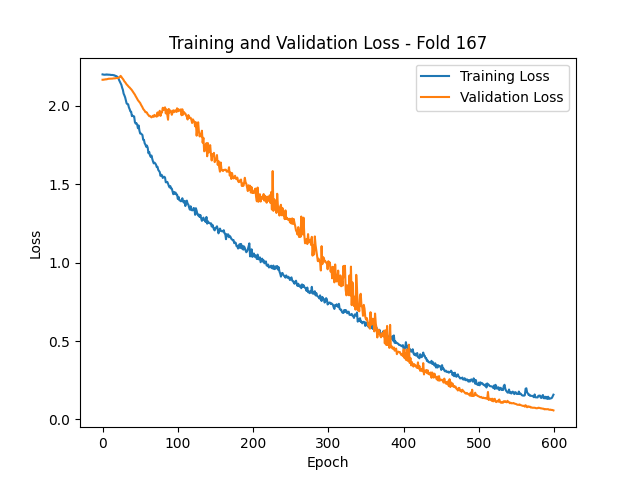 Training and Validation Loss - Fold 167
Training Loss
Validation Loss
Loss
2.0
1.5
1.0
0.5
0.0
0 100 200 300 400 500 600
Epoch